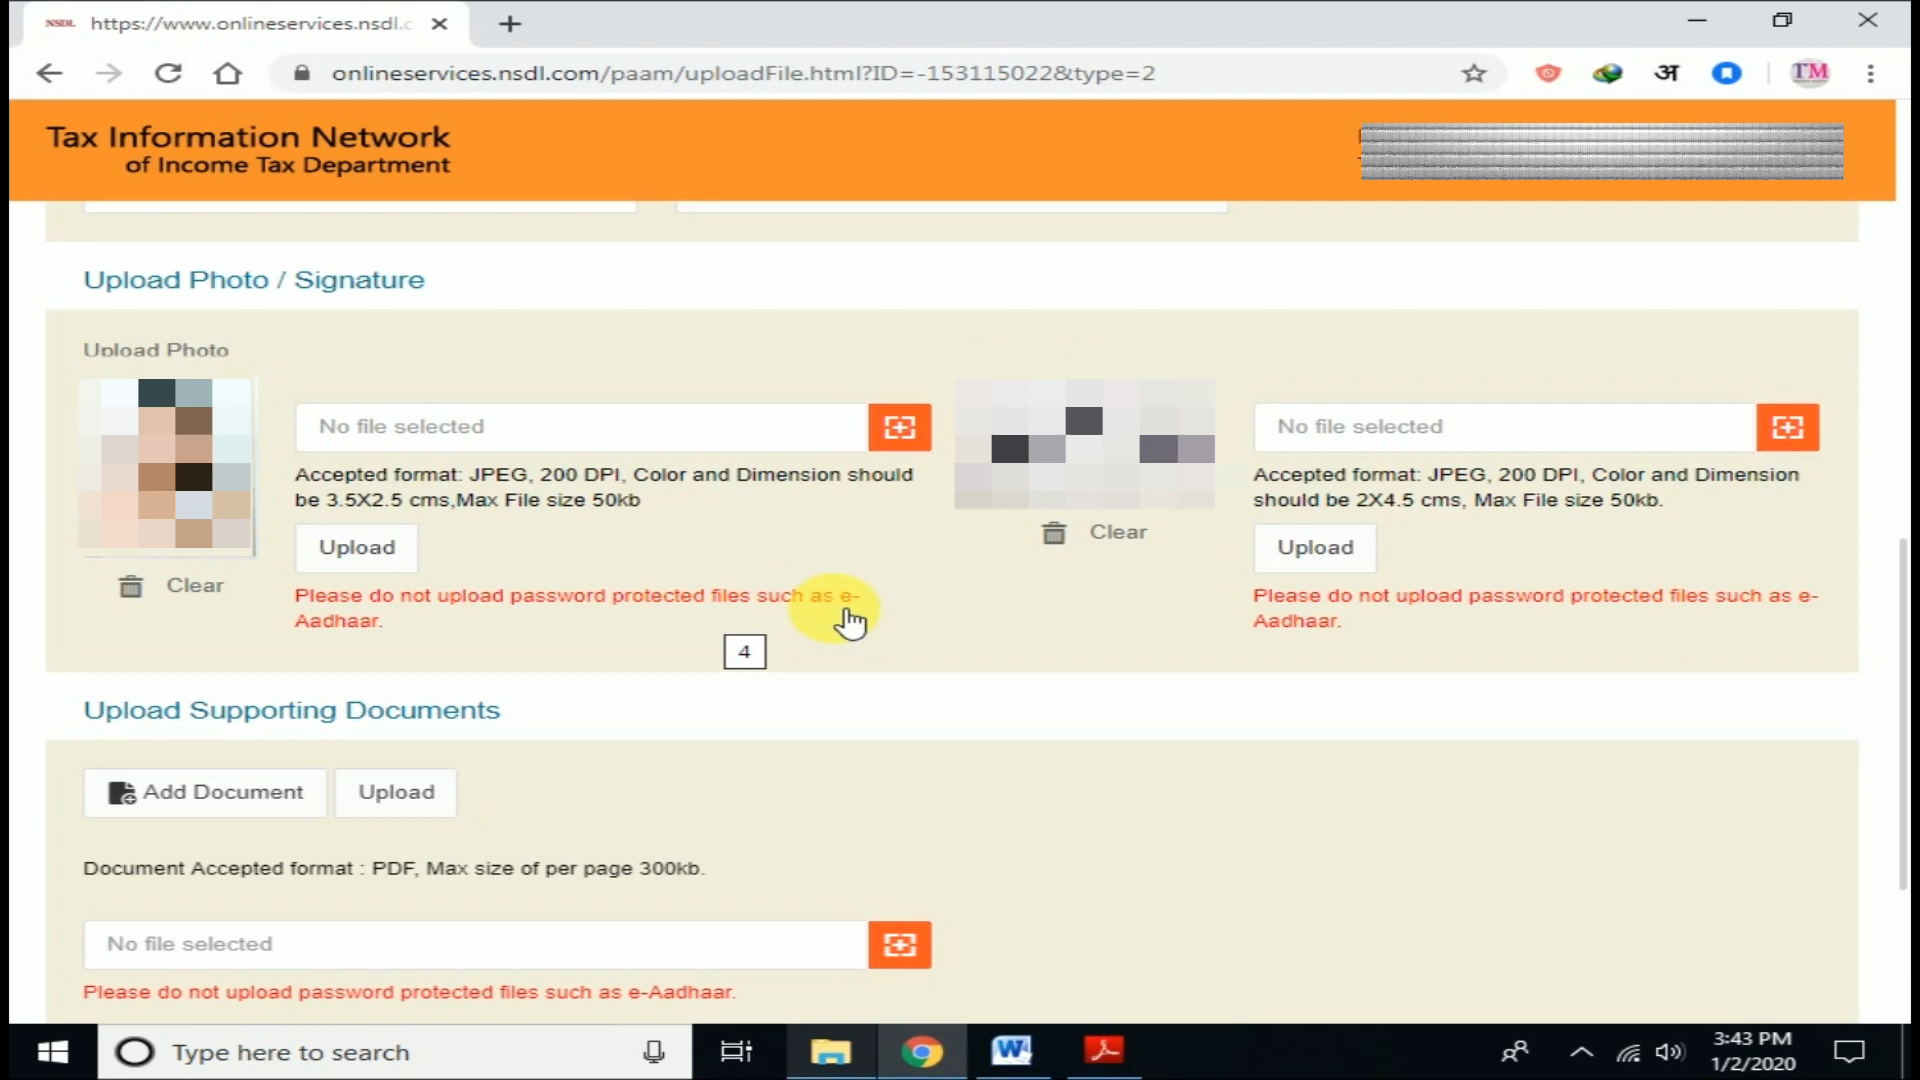 NSDL https://www.onlineservices.nsdl.c
onlineservices.nsdl.com/paam/uploadFile.html?ID=-153115022&type=2
अ
TM
Tax Information Network
of Income Tax Department
Upload Photo / Signature
Upload Photo
No file selected
Accepted format: JPEG, 200 DPI, Color and Dimension should
be 3.5X2.5 cms,Max File size 50kb
Upload
Clear
Please do not upload password protected files such as e-
Aadhaar.
4
Clear
No file selected
Accepted format: JPEG, 200 DPI, Color and Dimension
should be 2X4.5 cms, Max File size 50kb.
Upload
Please do not upload password protected files such as e-
Aadhaar.
Upload Supporting Documents
Add Document
Upload
Document Accepted format : PDF, Max size of per page 300kb.
No file selected
Please do not upload password protected files such as e-Aadhaar.
Type here to search
W
3:43 PM
1/2/2020